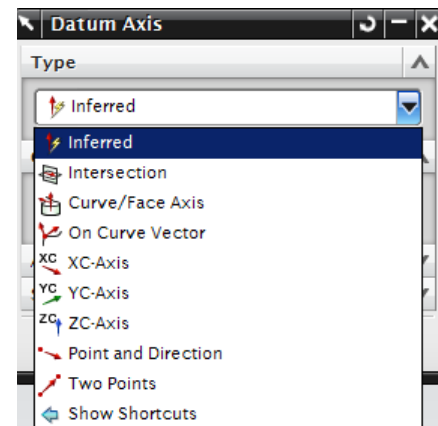 Datum Axis
Type
Inferred
Inferred
Intersection
Curve/Face Axis
On Curve Vector
XC XC-Axis
YC YC-Axis
ZC ZC-Axis
Point and Direction
Two Points
Show Shortcuts